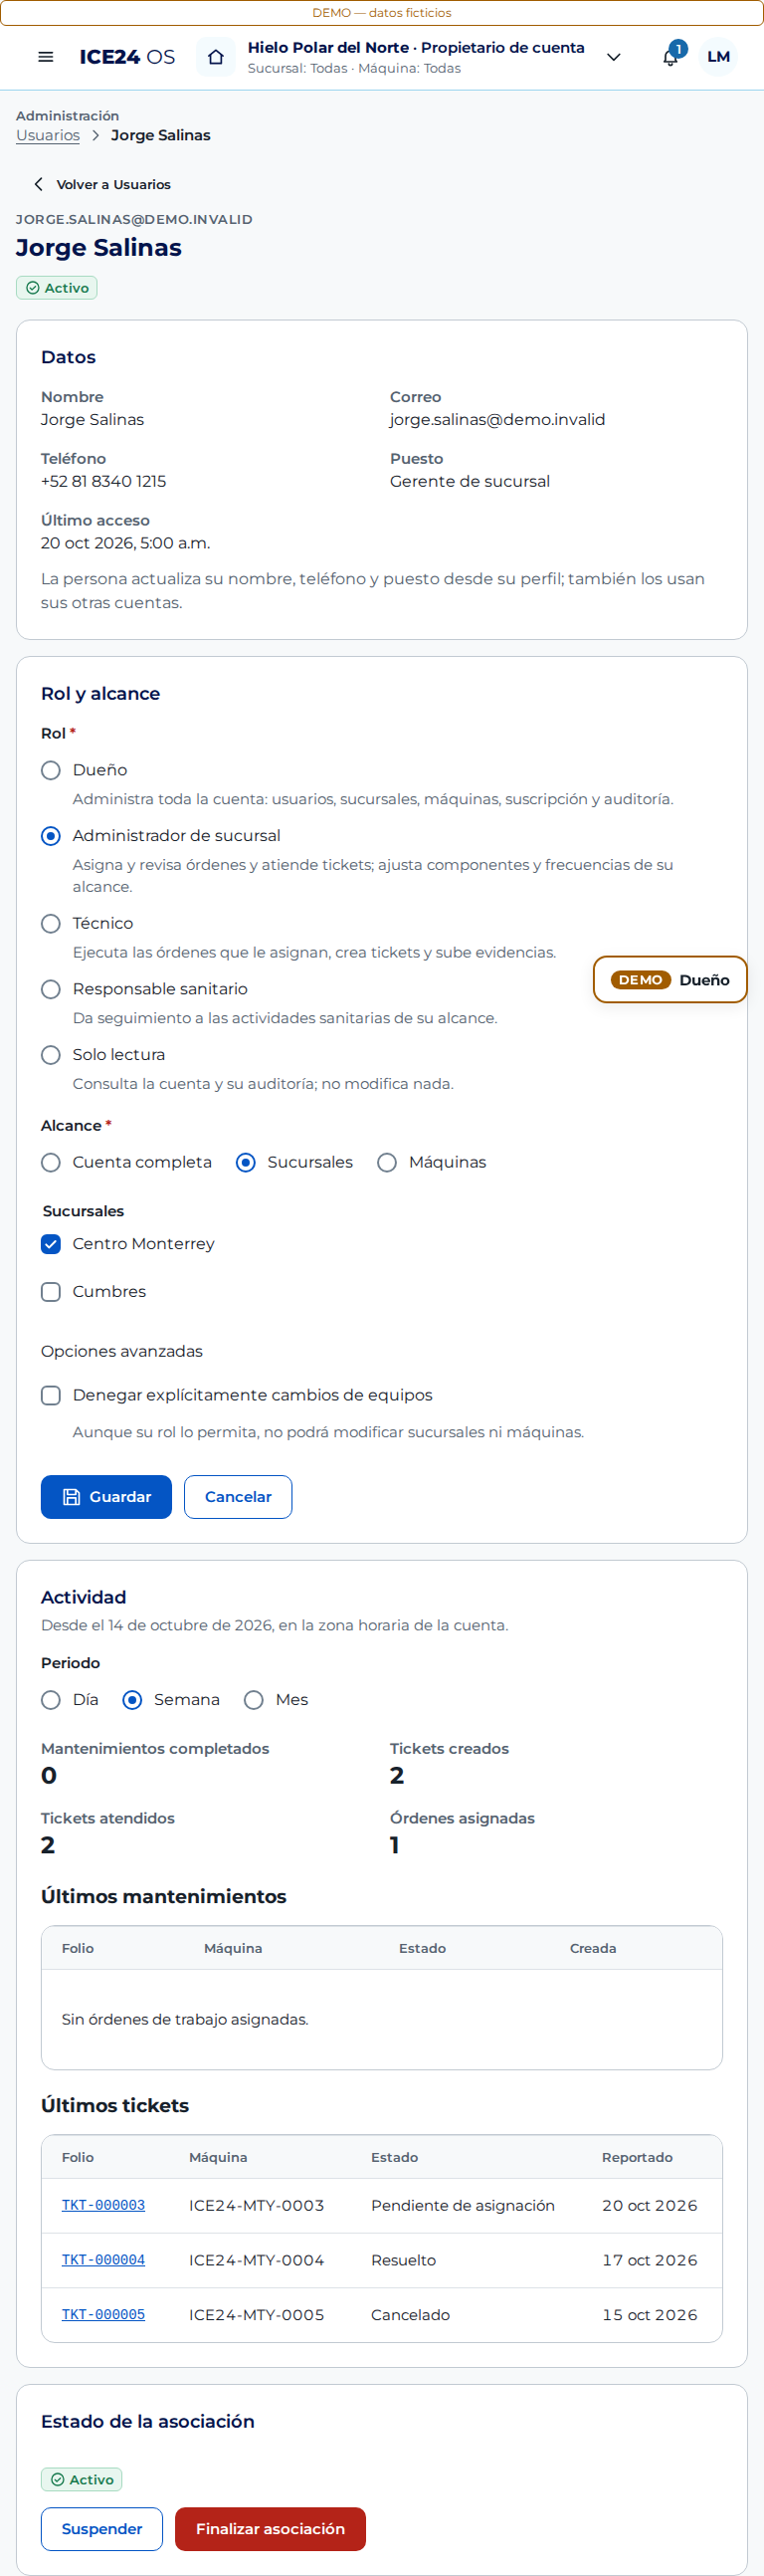 DEMO — datos ficticios
ICE24 OS
Hielo Polar del Norte · Propietario de cuenta
Sucursal: Todas · Máquina: Todas
1
LM
Administración
Usuarios > Jorge Salinas
Volver a Usuarios
JORGE.SALINAS@DEMO.INVALID
Jorge Salinas
Activo
Datos
Nombre
Jorge Salinas
Correo
jorge.salinas@demo.invalid
Teléfono
+52 81 8340 1215
Puesto
Gerente de sucursal
Último acceso
20 oct 2026, 5:00 a.m.
La persona actualiza su nombre, teléfono y puesto desde su perfil; también los usan
sus otras cuentas.
Rol y alcance
Rol *
Dueño
Administra toda la cuenta: usuarios, sucursales, máquinas, suscripción y auditoría.
Administrador de sucursal
Asigna y revisa órdenes y atiende tickets; ajusta componentes y frecuencias de su
alcance.
Técnico
Ejecuta las órdenes que le asignan, crea tickets y sube evidencias.
DEMO Dueño
Responsable sanitario
Da seguimiento a las actividades sanitarias de su alcance.
Solo lectura
Consulta la cuenta y su auditoría; no modifica nada.
Alcance *
Cuenta completa Sucursales Máquinas
Sucursales
Centro Monterrey
Cumbres
Opciones avanzadas
Denegar explícitamente cambios de equipos
Aunque su rol lo permita, no podrá modificar sucursales ni máquinas.
Guardar Cancelar
Actividad
Desde el 14 de octubre de 2026, en la zona horaria de la cuenta.
Periodo
Día Semana Mes
Mantenimientos completados
0
Tickets creados
2
Tickets atendidos
2
Órdenes asignadas
1
Últimos mantenimientos
Folio Máquina Estado Creada
Sin órdenes de trabajo asignadas.
Últimos tickets
Folio Máquina Estado Reportado
TKT-000003 ICE24-MTY-0003 Pendiente de asignación 20 oct 2026
TKT-000004 ICE24-MTY-0004 Resuelto 17 oct 2026
TKT-000005 ICE24-MTY-0005 Cancelado 15 oct 2026
Estado de la asociación
Activo
Suspender Finalizar asociación